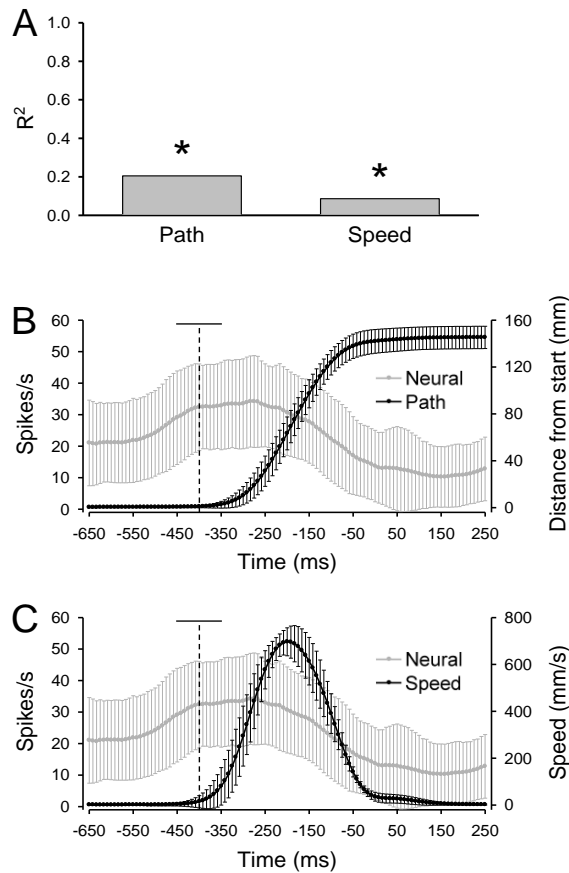 A
1.0
0.8
0.6
0.4
0.2
0.0
R2
*
*
Path Speed
B
60
50
40
30
20
10
0
Spikes/s
160
120
80
40
0
Distance from start (mm)
Neural
Path
-650 -550 -450 -350 -250 -150 -50 50 150 250
Time (ms)
C
60
50
40
30
20
10
0
Spikes/s
800
600
400
200
0
Speed (mm/s)
Neural
Speed
-650 -550 -450 -350 -250 -150 -50 50 150 250
Time (ms)